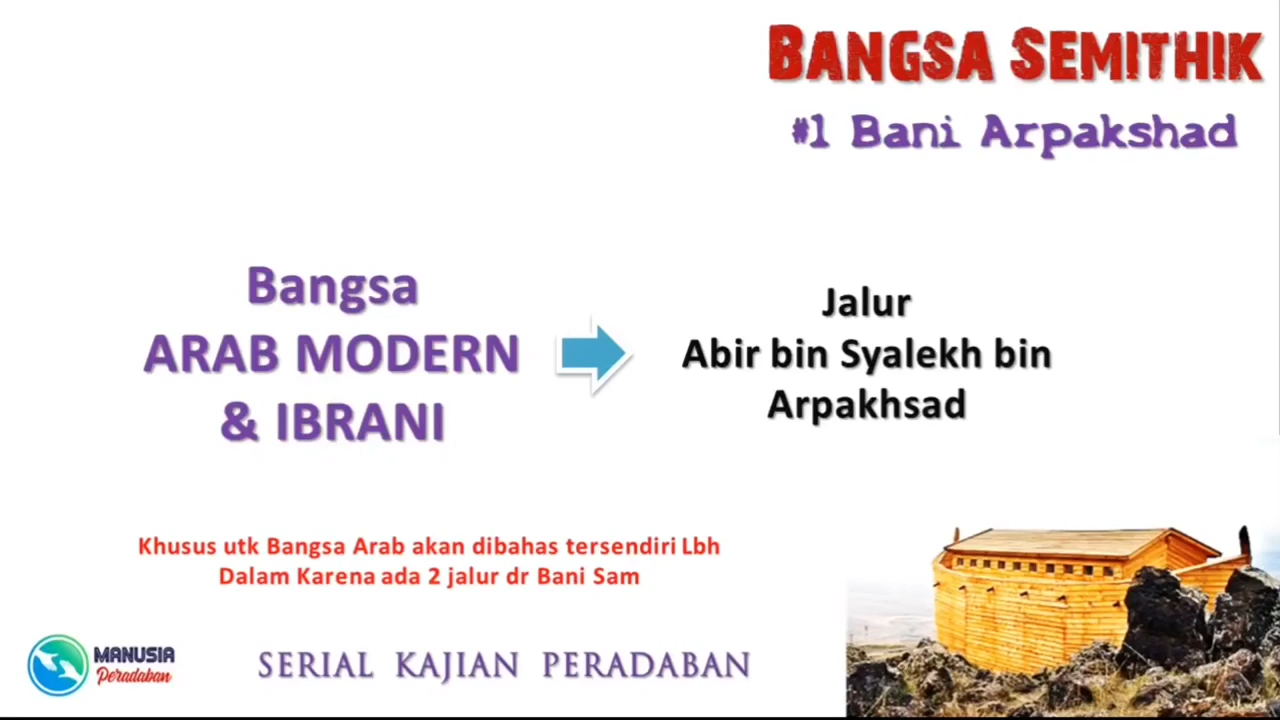 BANGSA SEMITHIK
#1 Bani Arpakshad
Bangsa
ARAB MODERN
& IBRANI
Jalur
Abir bin Syalekh bin
Arpakhsad
Khusus utk Bangsa Arab akan dibahas tersendiri Lbh
Dalam Karena ada 2 jalur dr Bani Sam
MANUSIA
Peradaban
SERIAL KAJIAN PERADABAN